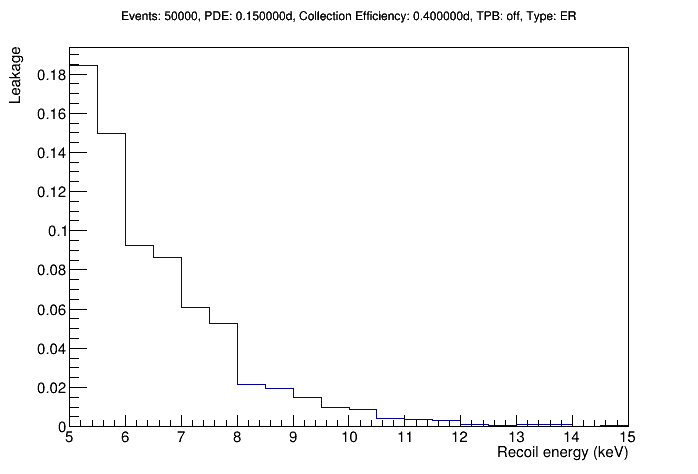 Events: 50000, PDE: 0.150000d, Collection Efficiency: 0.400000d, TPB: off, Type: ER
Leakage
0.18
0.16
0.14
0.12
0.1
0.08
0.06
0.04
0.02
0
5 6 7 8 9 10 11 12 13 14 15
Recoil energy (keV)